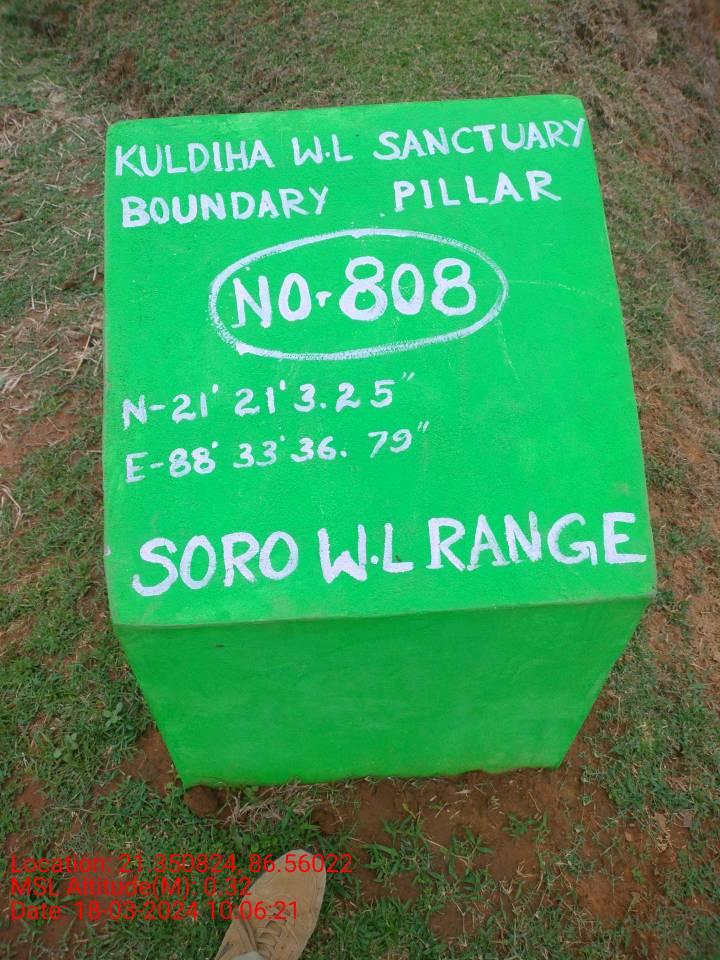 KULDIHA W.L SANCTUARY
BOUNDARY PILLAR
NO. 808
N-21° 21' 3.25"
E-88° 33' 36.79"
SORO W.L RANGE
Location: 21.350824, 86.56022
MSL Altitude(M): 0.32
Date: 18-03-2024 10:06:21